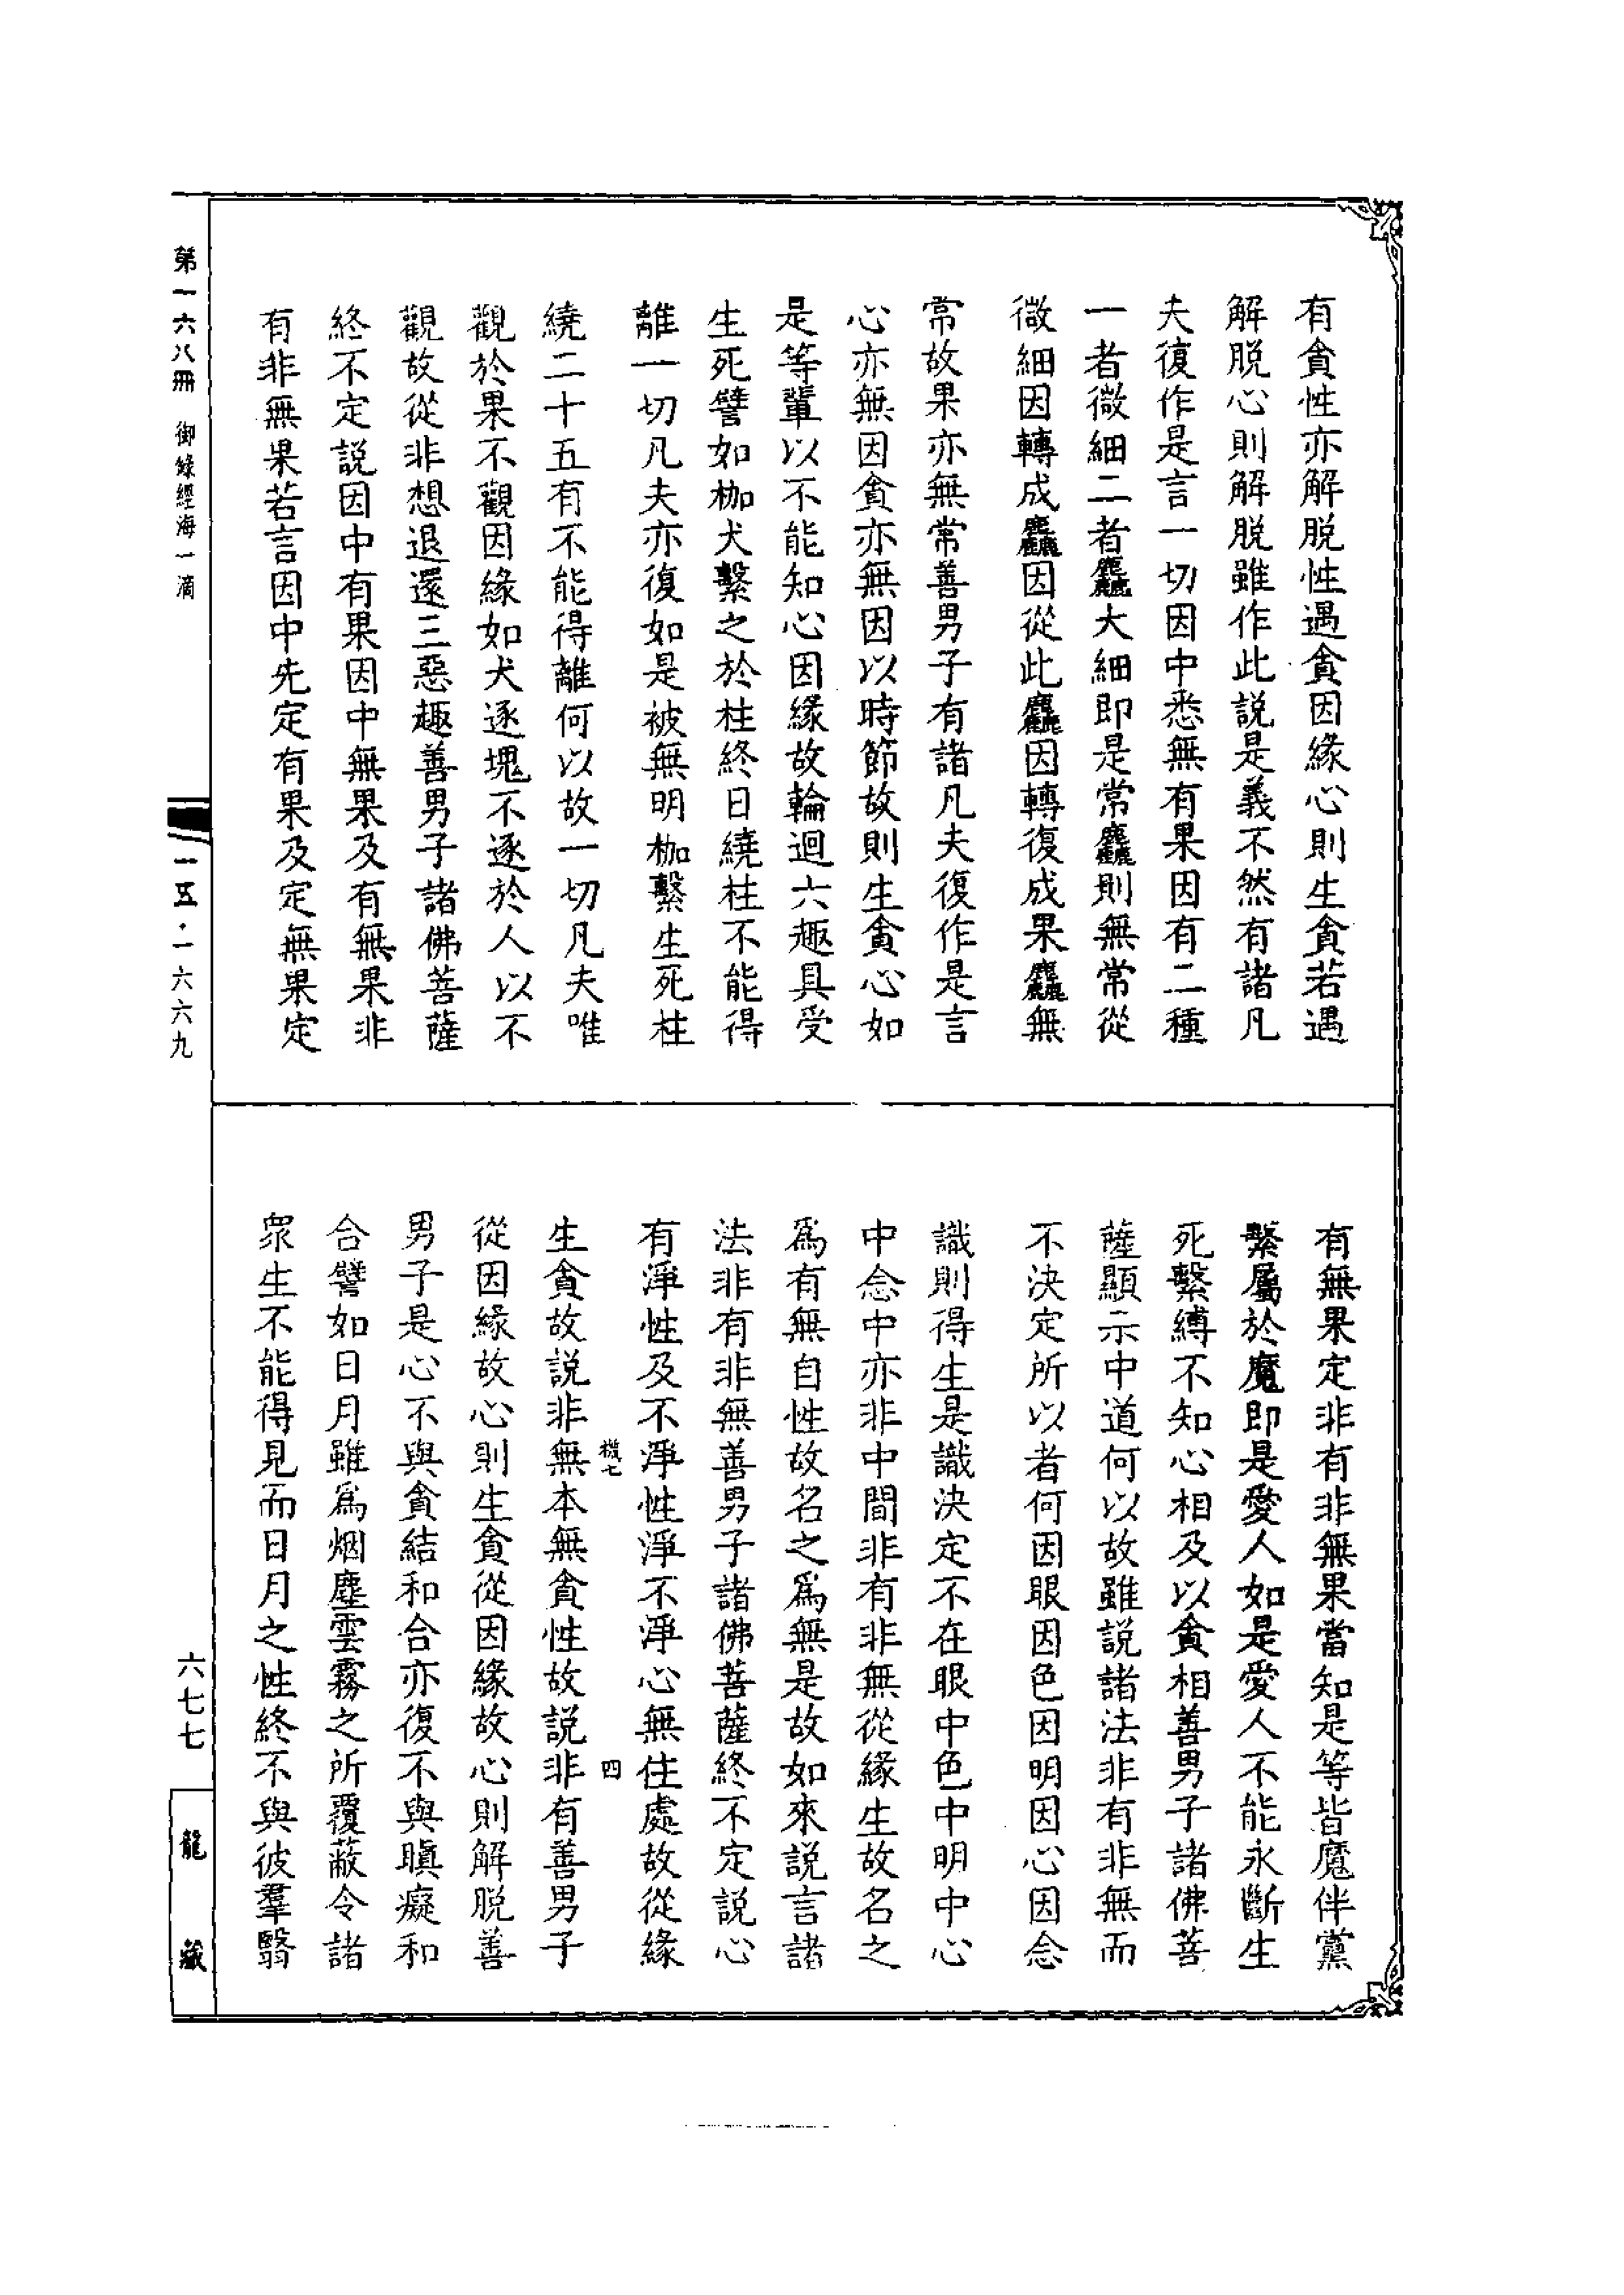 有貪性亦解脱性遇貪因緣心則生貪若遇
解脱心則解脱雖作此説是義不然有諸凡
夫復作是言一切因中悉無有果因有二種
一者微細二者麤大細即是常麤則無常從
微細因轉成麤因從此麤因轉復成果麤無
常故果亦無常善男子有諸凡夫復作是言
心亦無因貪亦無因以時節故則生貪心如
是等輩以不能知心因緣故輪迴六趣具受
生死譬如枷犬繫之於柱終日繞柱不能得
離一切凡夫亦復如是被無明枷繫生死柱
繞二十五有不能得離何以故一切凡夫唯
觀於果不觀因緣如犬逐塊不逐於人以不
觀故從非想退還三惡趣善男子諸佛菩薩
終不定説因中有果因中無果及有無果非
有非無果若言因中先定有果及定無果定
有無果定非有非無果當知是等皆魔伴黨
繫屬於魔即是愛人如是愛人不能永斷生
死繫縛不知心相及以貪相善男子諸佛菩
薩顯示中道何以故雖説諸法非有非無而
不決定所以者何因眼因色因明因心因念
識則得生是識決定不在眼中色中明中心
中念中亦非中間非有非無從緣生故名之
爲有無自性故名之爲無是故如來説言諸
法非有非無善男子諸佛菩薩終不定説心
有淨性及不淨性淨不淨心無住處故從緣
機七 四
生貪故説非無本無貪性故説非有善男子
從因緣故心則生貪從因緣故心則解脱善
男子是心不與貪結和合亦復不與瞋癡和
合譬如日月雖爲烟塵雲霧之所覆蔽令諸
衆生不能得見而日月之性終不與彼羣翳
第一六八冊 御錄經海一滴
一五·一六六九
六七七
龍藏